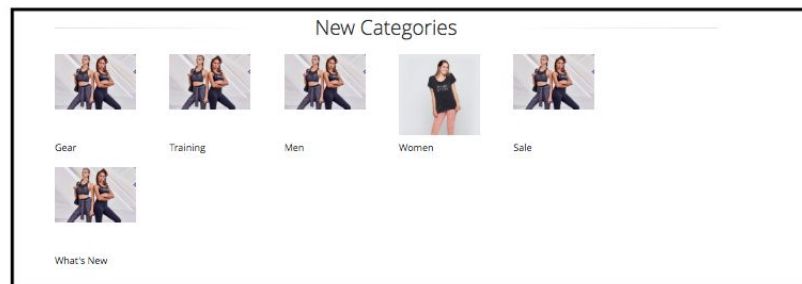 New Categories
Gear
Training
Men
Women
Sale
What's New